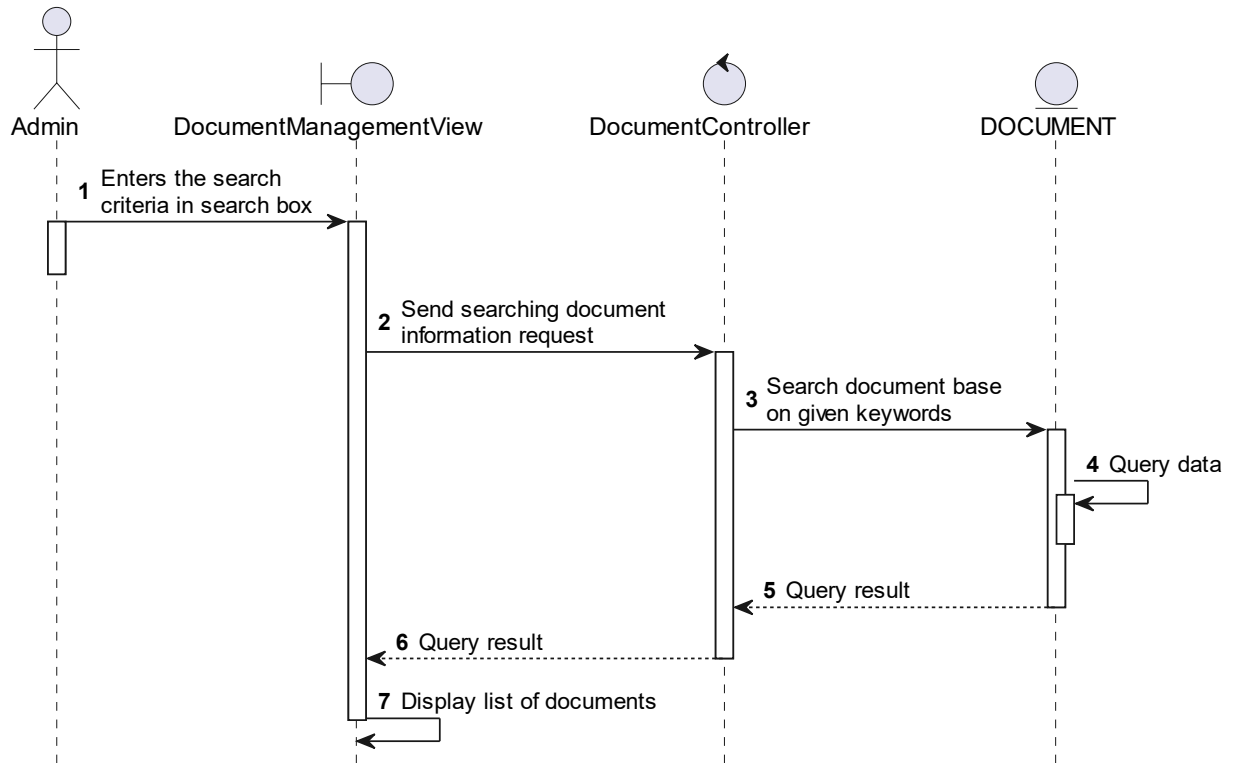 Admin
DocumentManagementView
DocumentController
DOCUMENT
1 Enters the search
criteria in search box
2 Send searching document
information request
3 Search document base
on given keywords
4 Query data
5 Query result
6 Query result
7 Display list of documents